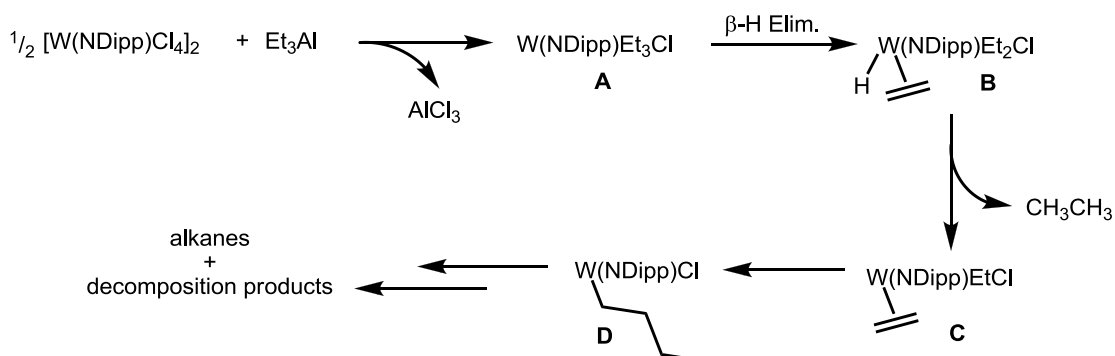 ½ [W(NDipp)Cl₄]₂ + Et₃Al
AlCl₃
W(NDipp)Et₃Cl
A
β-H Elim.
W(NDipp)Et₂Cl
H
B
CH₃CH₃
W(NDipp)EtCl
C
W(NDipp)Cl
D
alkanes
+
decomposition products